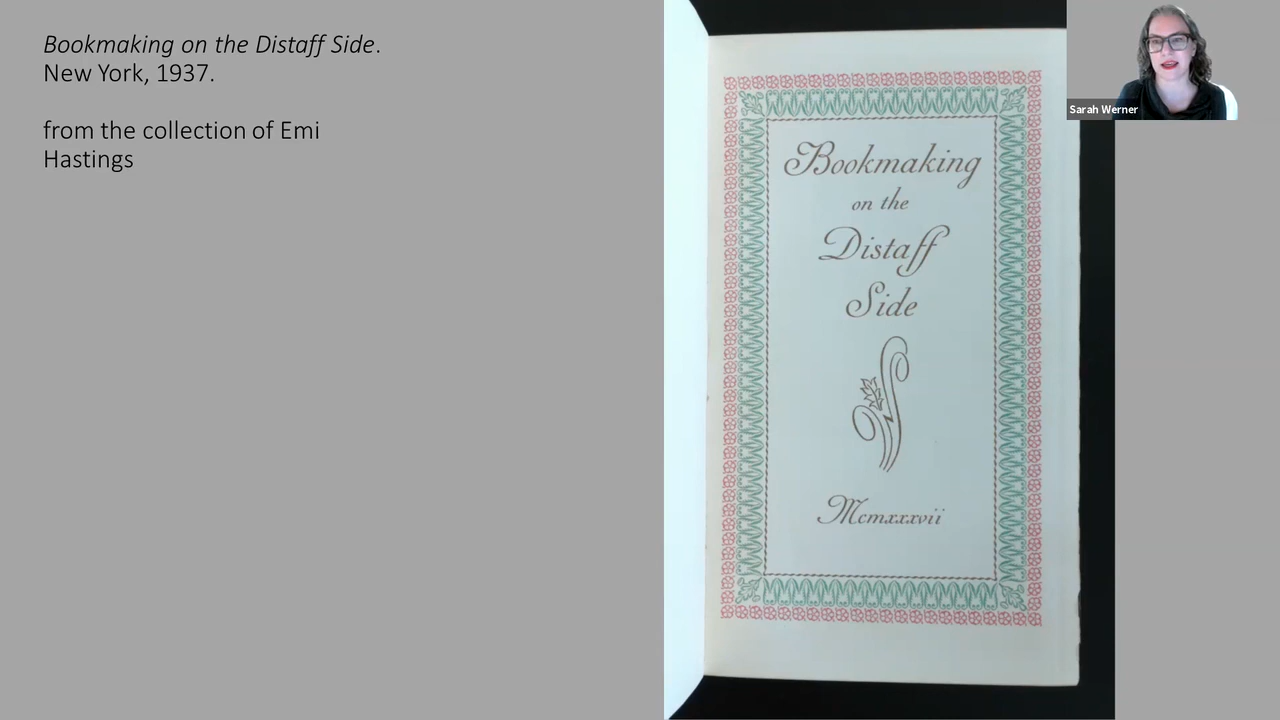 Bookmaking on the Distaff Side.
New York, 1937.
from the collection of Emi
Hastings
Bookmaking
on the
Distaff
Side
Mcmxxxvii
Sarah Werner